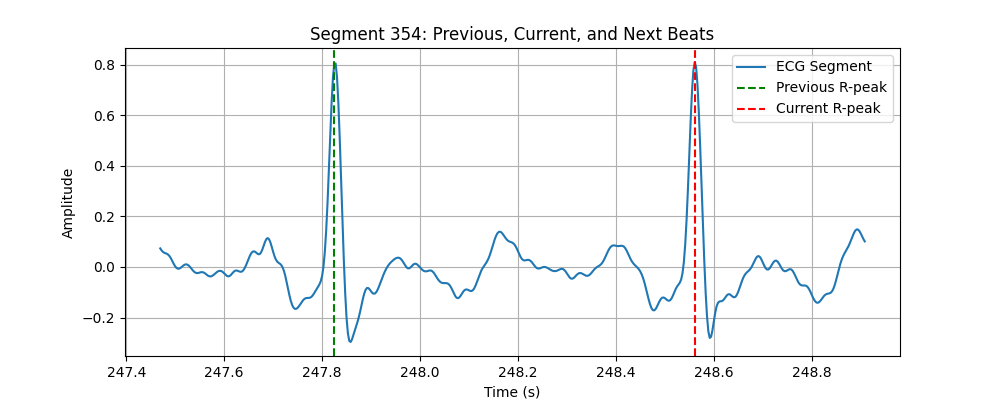 Segment 354: Previous, Current, and Next Beats
ECG Segment
Previous R-peak
Current R-peak
Amplitude
0.8
0.6
0.4
0.2
0.0
−0.2
247.4 247.6 247.8 248.0 248.2 248.4 248.6 248.8
Time (s)